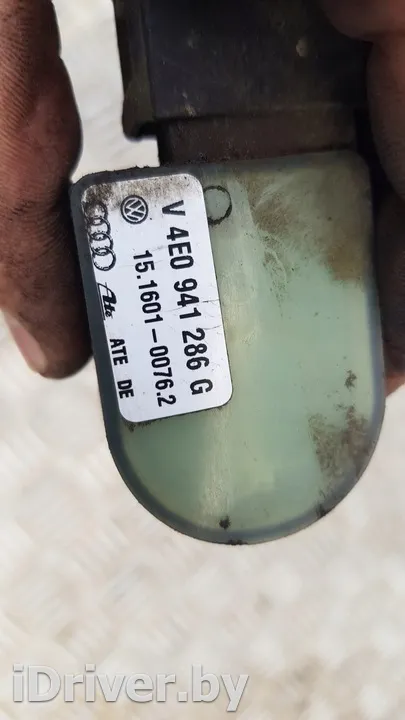 V 4E0 941 286 G
15.1601-0076.2
Ate ATE DE
iDriver.by